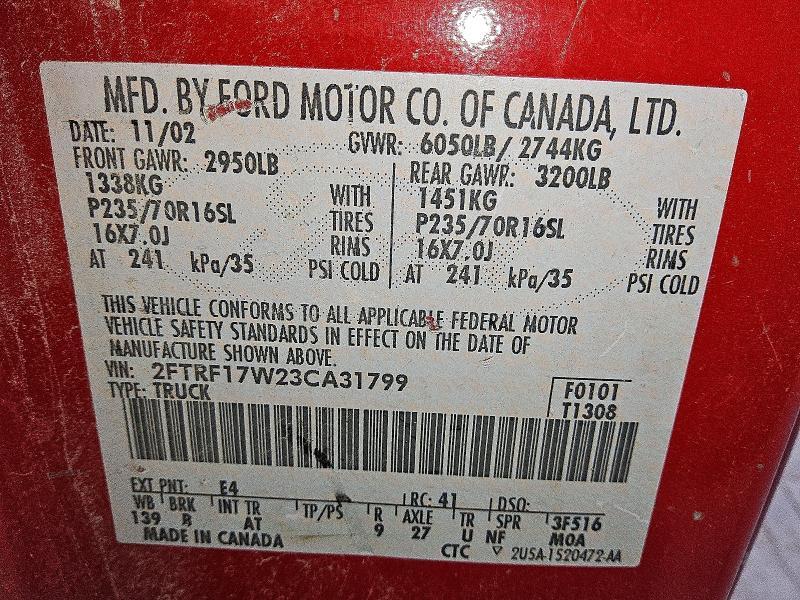 MFD. BY FORD MOTOR CO. OF CANADA, LTD.
DATE: 11/02 GVWR: 6050LB/ 2744KG
FRONT GAWR: 2950LB REAR GAWR: 3200LB
1338KG WITH 1451KG WITH
P235/70R16SL TIRES P235/70R16SL TIRES
16X7.0J RIMS 16X7.0J RIMS
AT 241 kPa/35 PSI COLD AT 241 kPa/35 PSI COLD
THIS VEHICLE CONFORMS TO ALL APPLICABLE FEDERAL MOTOR
VEHICLE SAFETY STANDARDS IN EFFECT ON THE DATE OF
MANUFACTURE SHOWN ABOVE.
VIN: 2FTRF17W23CA31799 F0101
TYPE: TRUCK T1308
EXT PNT: E4 RC: 41 DSO:
WB BRK INT TR TP/PS R AXLE TR SPR 3F516
139 B AT 9 27 U NF MOA
MADE IN CANADA CTC ▽ 2U5A-1520472-AA